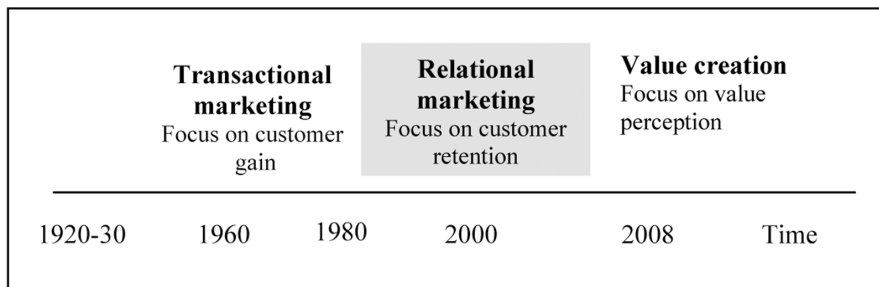 Transactional
marketing
Focus on customer
gain
Relational
marketing
Focus on customer
retention
Value creation
Focus on value
perception
1920-30 1960 1980 2000 2008 Time